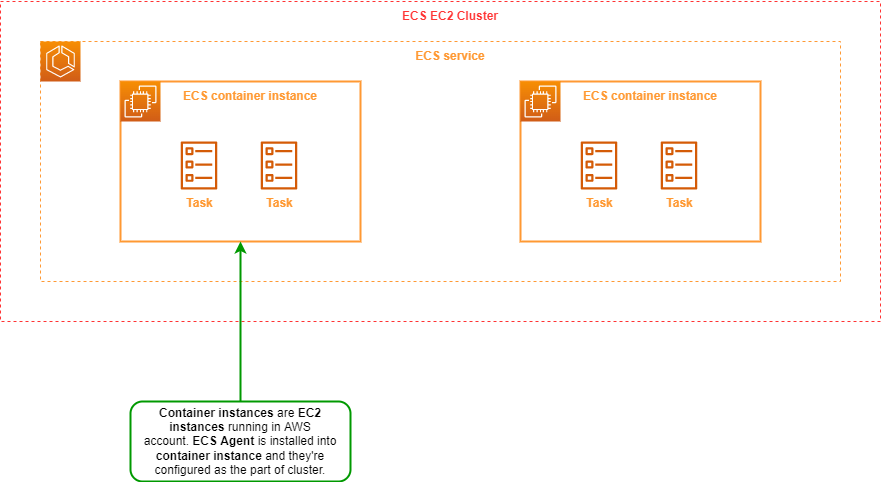 ECS EC2 Cluster
ECS service
ECS container instance
ECS container instance
Task
Task
Task
Task
Container instances are EC2
instances running in AWS
account. ECS Agent is installed into
container instance and they're
configured as the part of cluster.